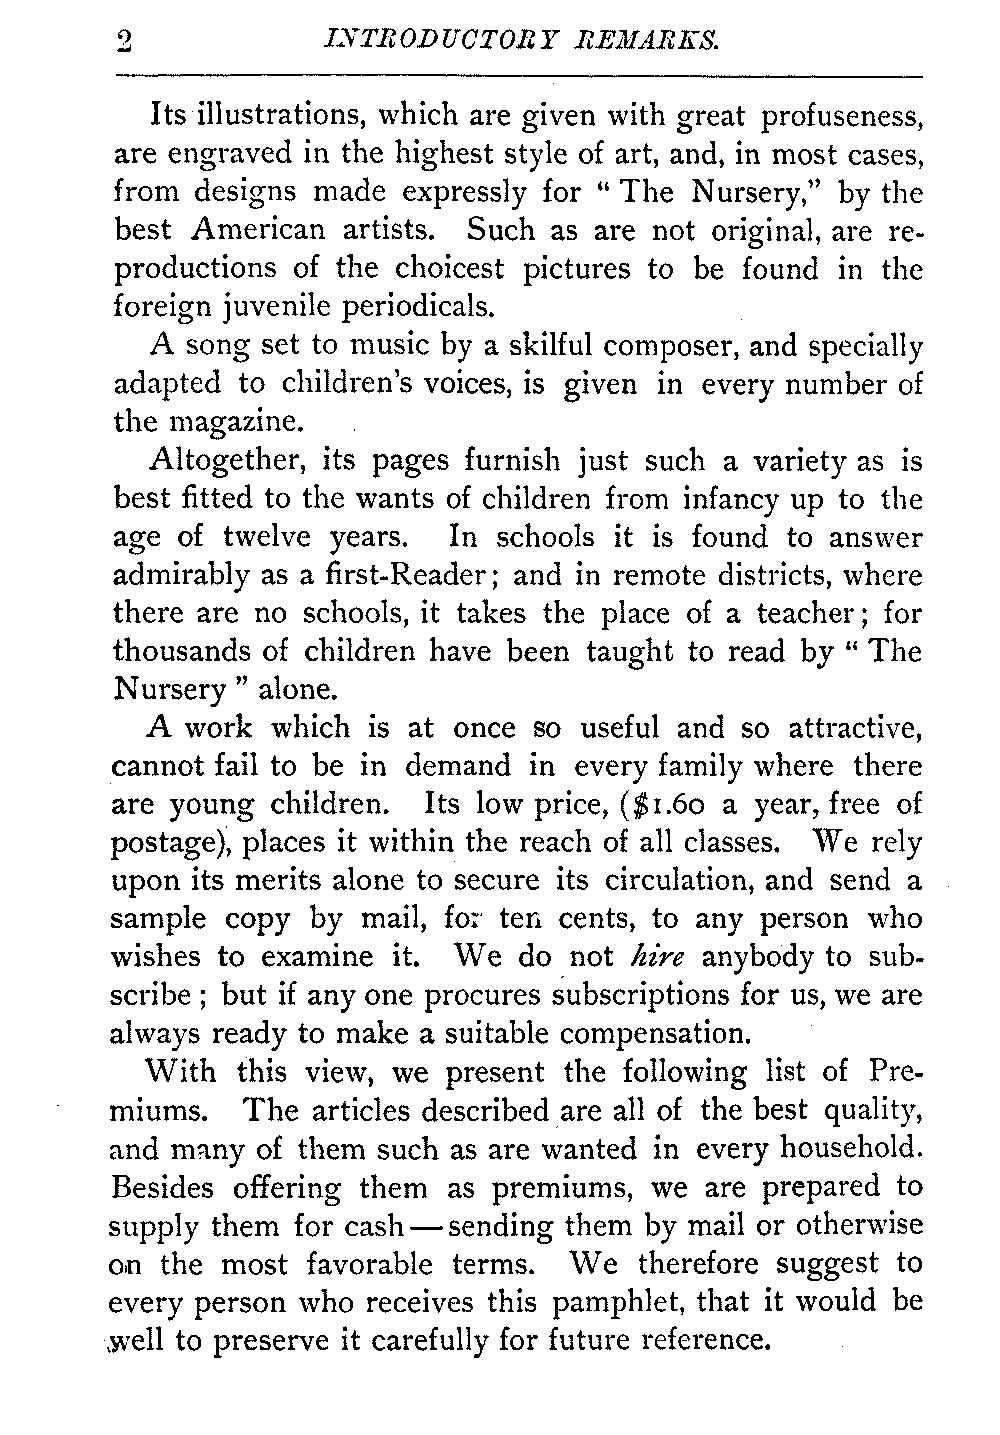 2 INTRODUCTORY REMARKS.
Its illustrations, which are given with great profuseness,
are engraved in the highest style of art, and, in most cases,
from designs made expressly for “ The Nursery,” by the
best American artists. Such as are not original, are re-
productions of the choicest pictures to be found in the
foreign juvenile periodicals.
A song set to music by a skilful composer, and specially
adapted to children’s voices, is given in every number of
the magazine.
Altogether, its pages furnish just such a variety as is
best fitted to the wants of children from infancy up to the
age of twelve years. In schools it is found to answer
admirably as a first-Reader; and in remote districts, where
there are no schools, it takes the place of a teacher; for
thousands of children have been taught to read by “ The
Nursery ” alone.
A work which is at once so useful and so attractive,
cannot fail to be in demand in every family where there
are young children. Its low price, ($1.60 a year, free of
postage), places it within the reach of all classes. We rely
upon its merits alone to secure its circulation, and send a
sample copy by mail, for ten cents, to any person who
wishes to examine it. We do not hire anybody to sub-
scribe ; but if any one procures subscriptions for us, we are
always ready to make a suitable compensation.
With this view, we present the following list of Pre-
miums. The articles described are all of the best quality,
and many of them such as are wanted in every household.
Besides offering them as premiums, we are prepared to
supply them for cash — sending them by mail or otherwise
on the most favorable terms. We therefore suggest to
every person who receives this pamphlet, that it would be
well to preserve it carefully for future reference.